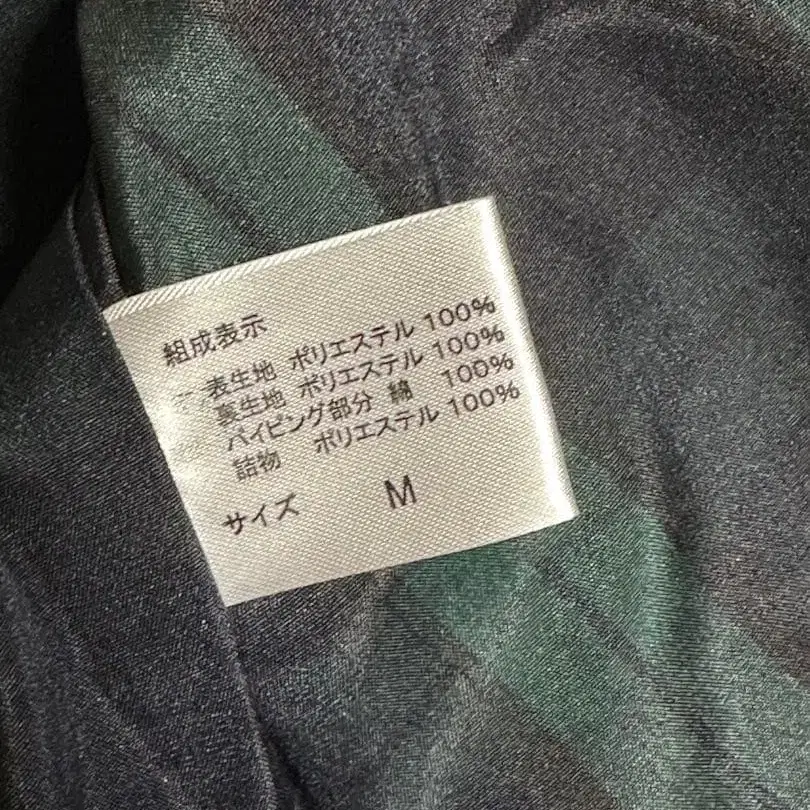 組成表示
表生地 ポリエステル 100%
裏生地 ポリエステル 100%
パイピング部分 綿 100%
詰物 ポリエステル 100%
サイズ M